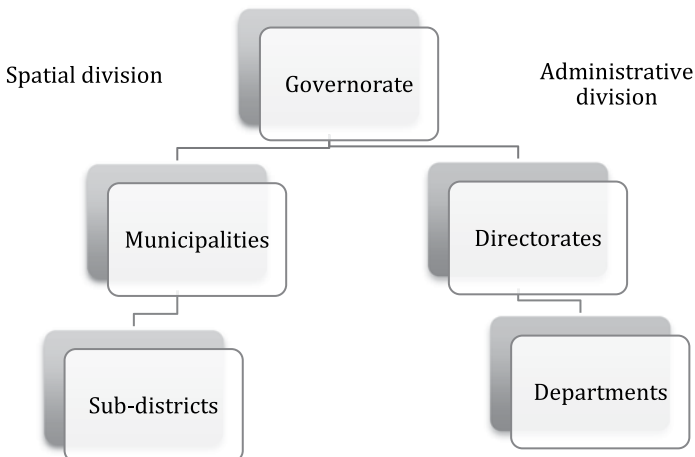 Spatial division
Governorate
Administrative
division
Municipalities
Directorates
Sub-districts
Departments